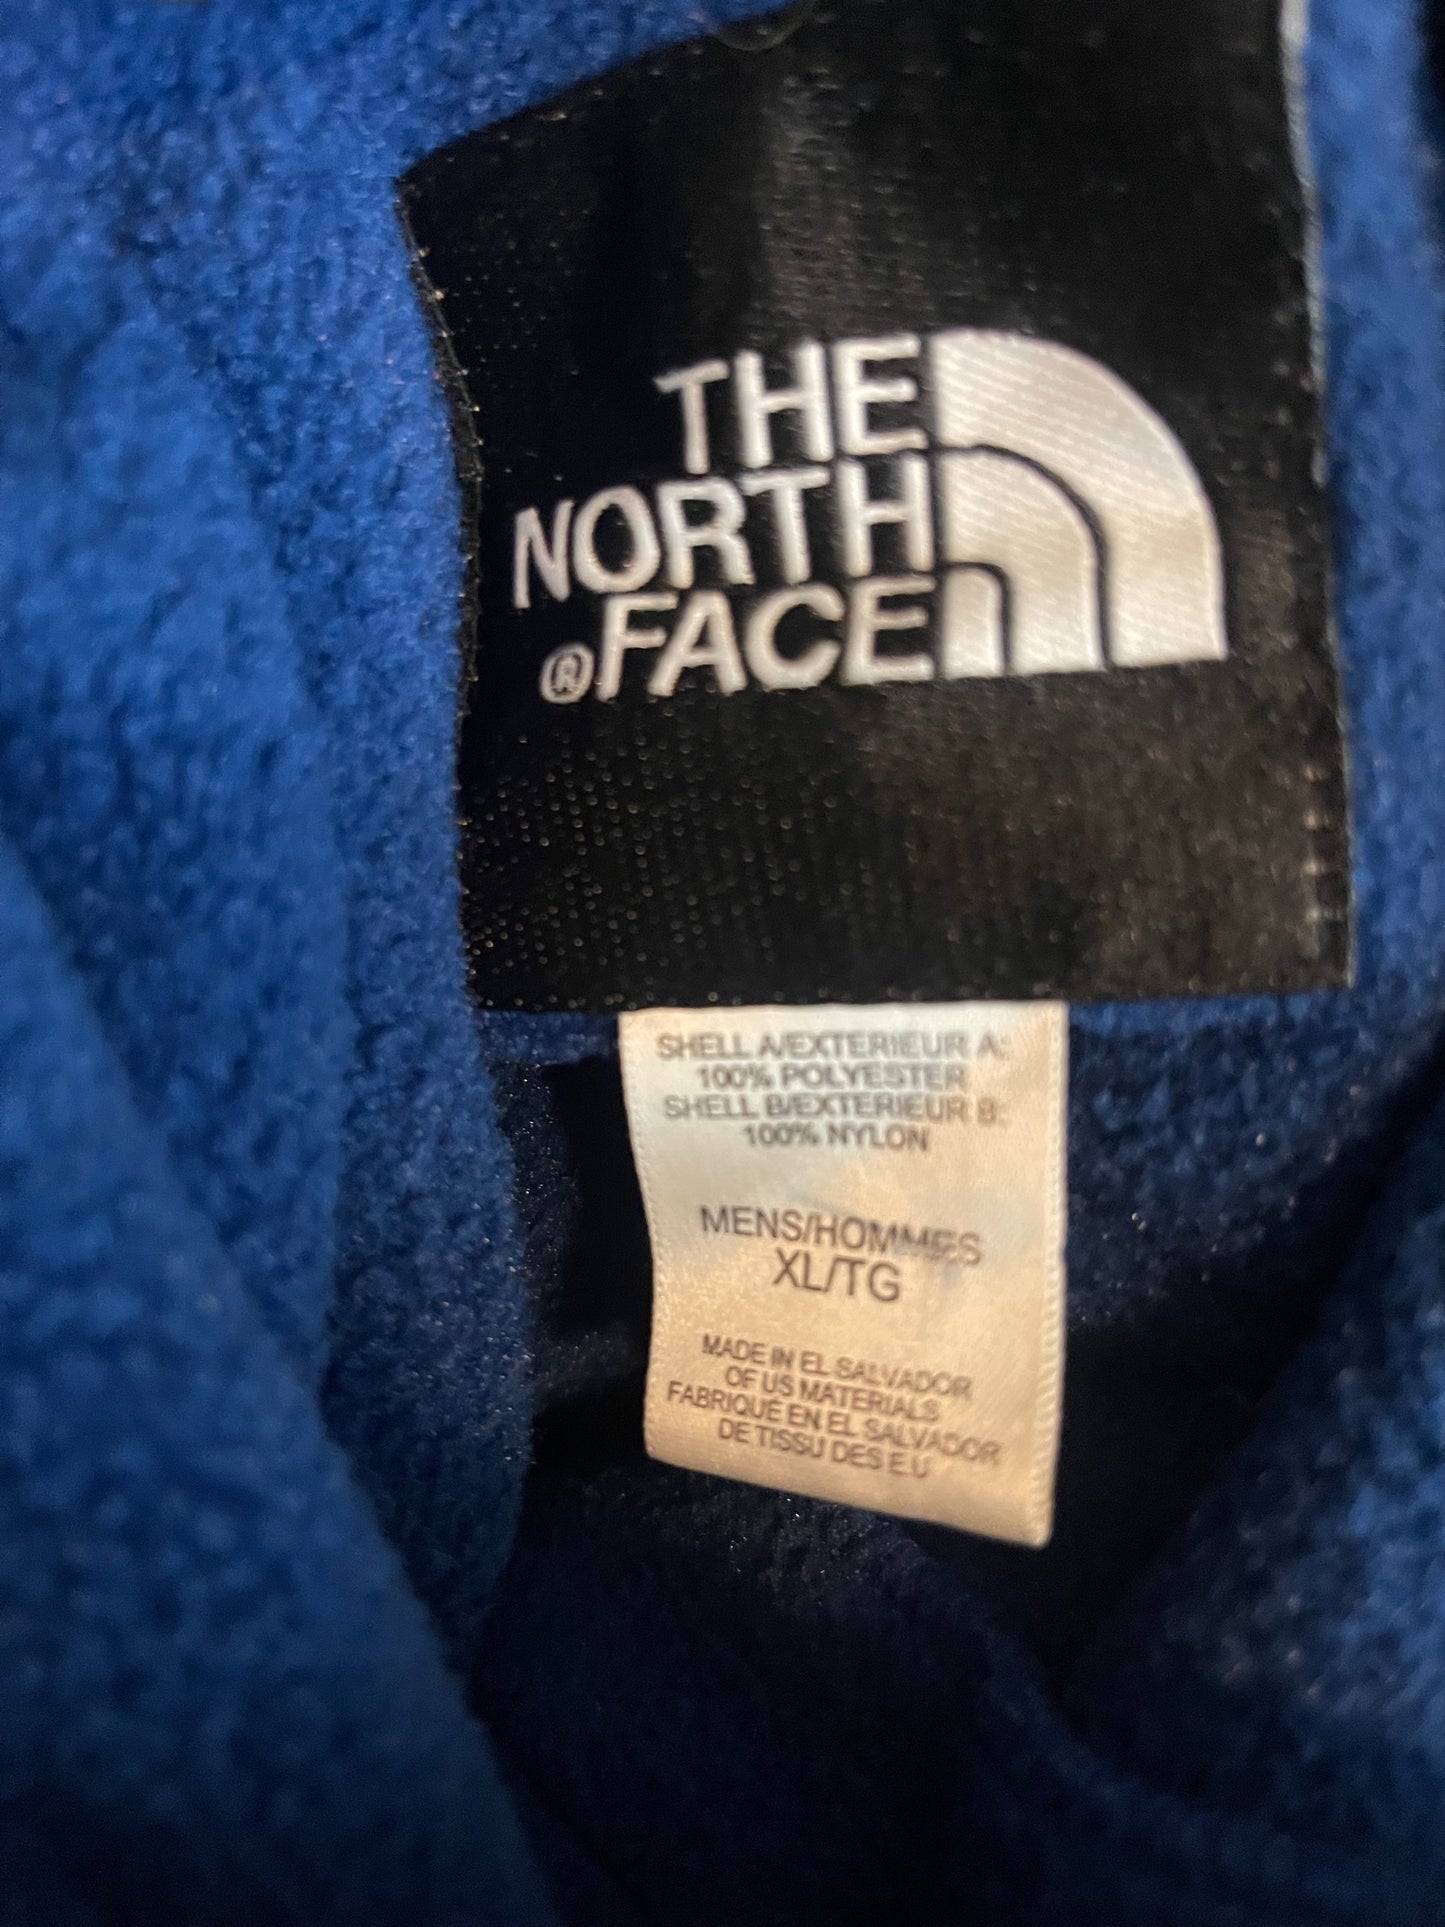 THE
NORTH
®FACE
SHELL A/EXTERIEUR A:
100% POLYESTER
SHELL B/EXTERIEUR B:
100% NYLON
MENS/HOMMES
XL/TG
MADE IN EL SALVADOR
OF US MATERIALS
FABRIQUÉ EN EL SALVADOR
DE TISSU DES E.U